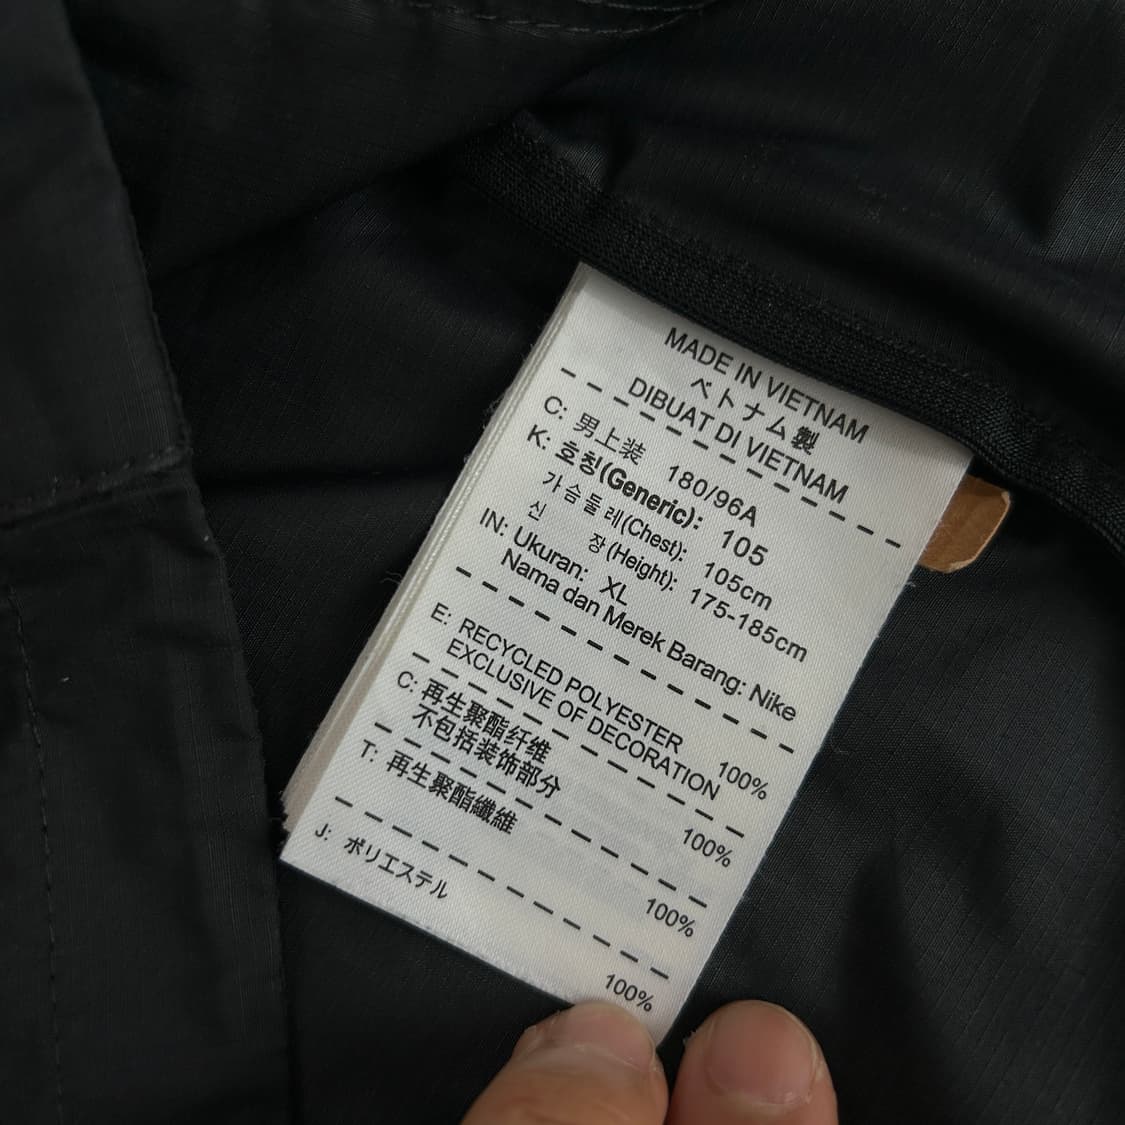 MADE IN VIETNAM
ベトナム製
DIBUAT DI VIETNAM
C: 男上装 180/96A
K: 호칭(Generic): 105
가슴둘레(Chest): 105cm
신 장(Height): 175-185cm
IN: Ukuran: XL
Nama dan Merek Barang: Nike
E: RECYCLED POLYESTER 100%
EXCLUSIVE OF DECORATION
C: 再生聚酯纤维 100%
不包括装饰部分
T: 再生聚酯纖維 100%
J: ポリエステル 100%